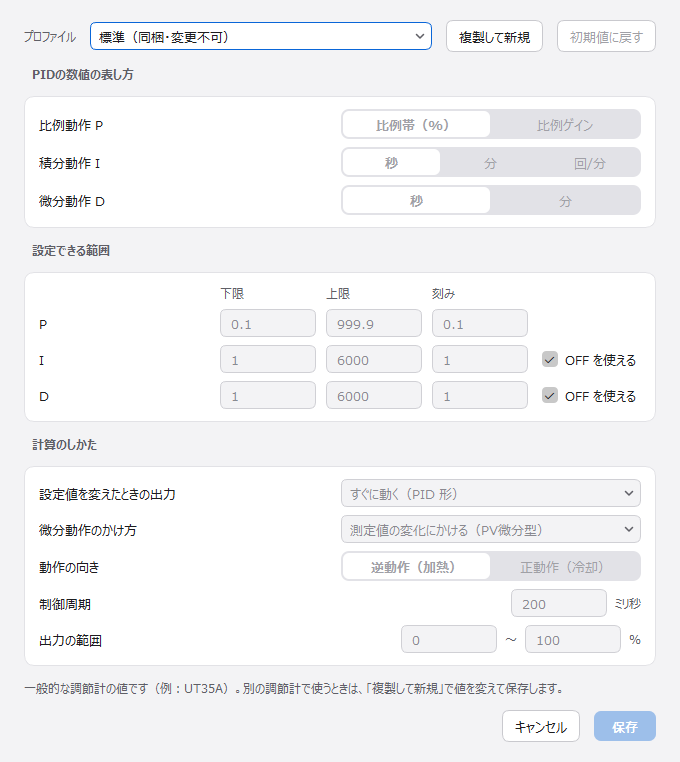 プロファイル 標準（同梱・変更不可） 複製して新規 初期値に戻す
PIDの数値の表し方
比例動作 P 比例帯（%） 比例ゲイン
積分動作 I 秒 分 回/分
微分動作 D 秒 分
設定できる範囲
下限 上限 刻み
P 0.1 999.9 0.1
I 1 6000 1 OFF を使える
D 1 6000 1 OFF を使える
計算のしかた
設定値を変えたときの出力 すぐに動く（PID 形）
微分動作のかけ方 測定値の変化にかける（PV微分型）
動作の向き 逆動作（加熱） 正動作（冷却）
制御周期 200 ミリ秒
出力の範囲 0 ～ 100 %
一般的な調節計の値です（例：UT35A）。別の調節計で使うときは、「複製して新規」で値を変えて保存します。
キャンセル 保存